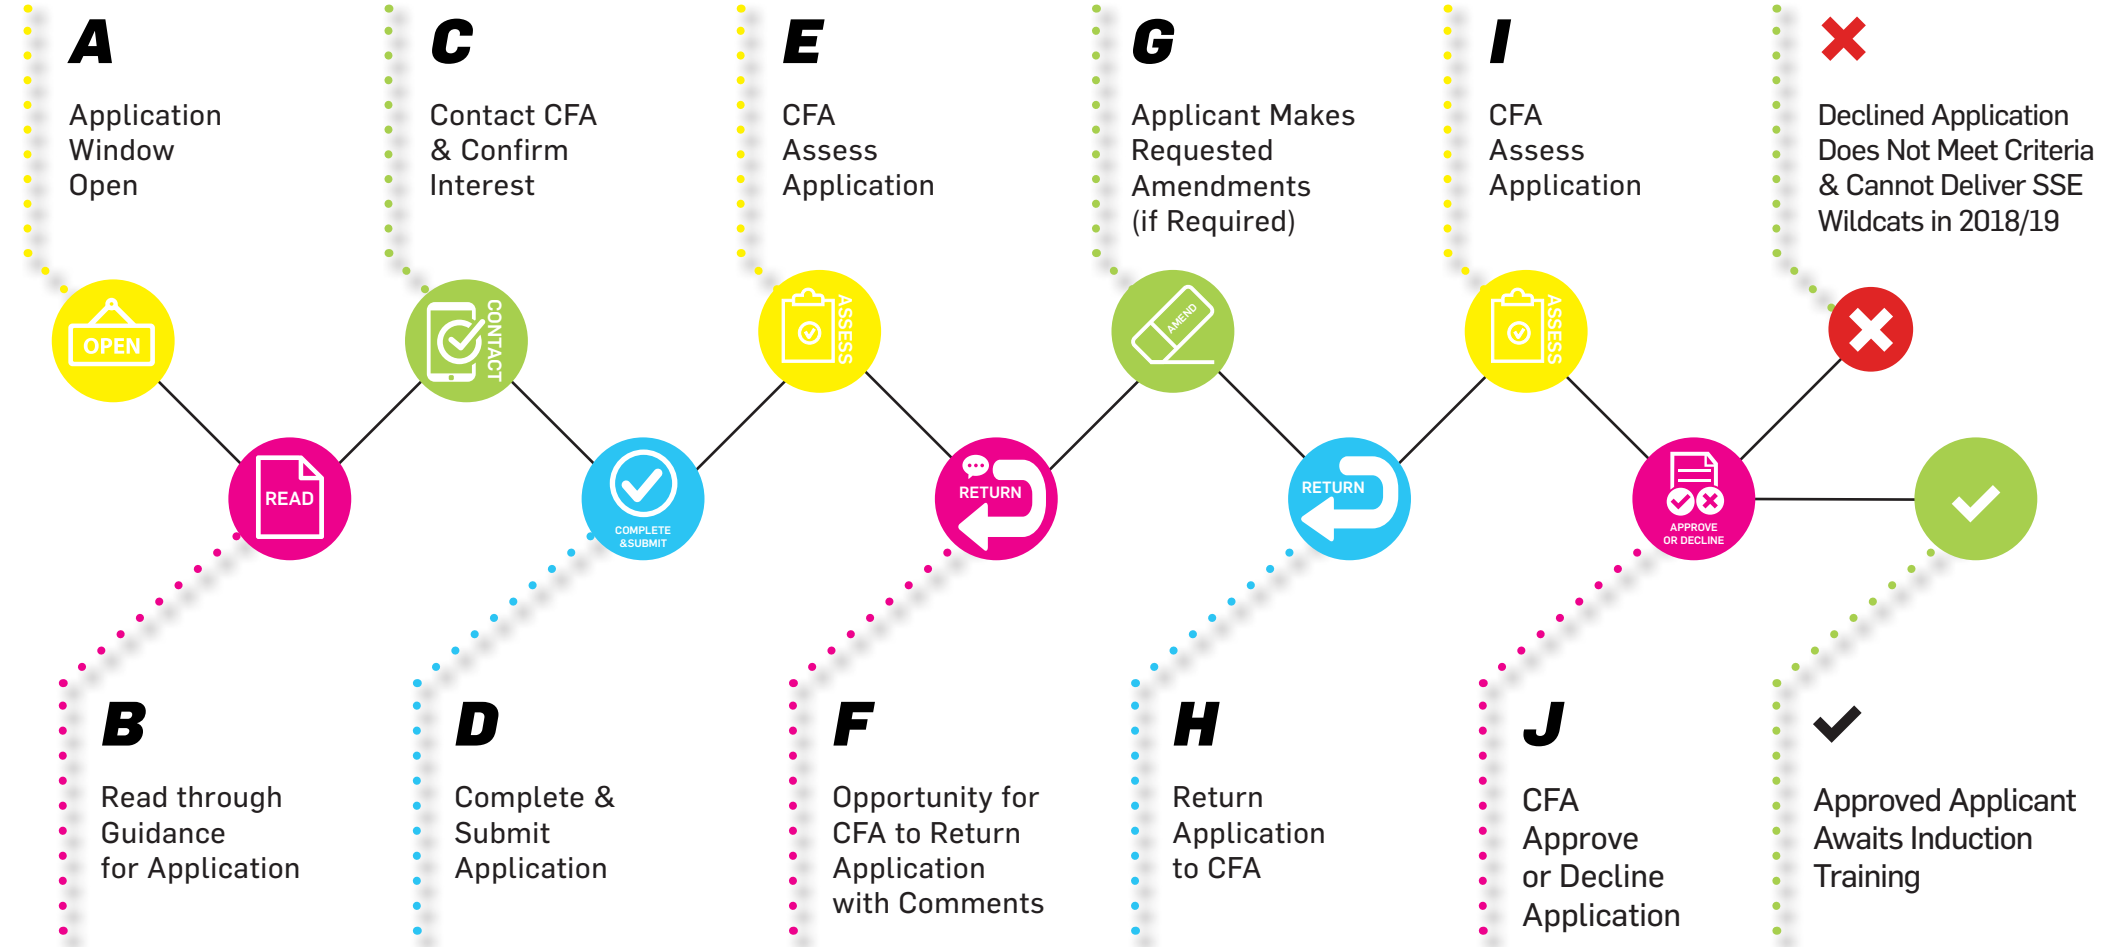 A
Application
Window
Open
C
Contact CFA
& Confirm
Interest
E
CFA
Assess
Application
G
Applicant Makes
Requested
Amendments
(if Required)
I
CFA
Assess
Application
Declined Application
Does Not Meet Criteria
& Cannot Deliver SSE
Wildcats in 2018/19
OPEN
CONTACT
ASSESS
AMEND
ASSESS
READ
COMPLETE
&SUBMIT
RETURN
RETURN
APPROVE
OR DECLINE
B
Read through
Guidance
for Application
D
Complete &
Submit
Application
F
Opportunity for
CFA to Return
Application
with Comments
H
Return
Application
to CFA
J
CFA
Approve
or Decline
Application
Approved Applicant
Awaits Induction
Training